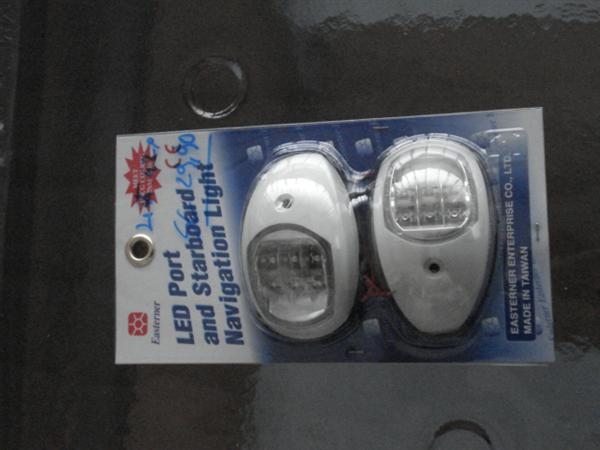 Easterner
LED Port
and Starboard
Navigation Light
CE
EASTERNER ENTERPRISE CO., LTD.
MADE IN TAIWAN